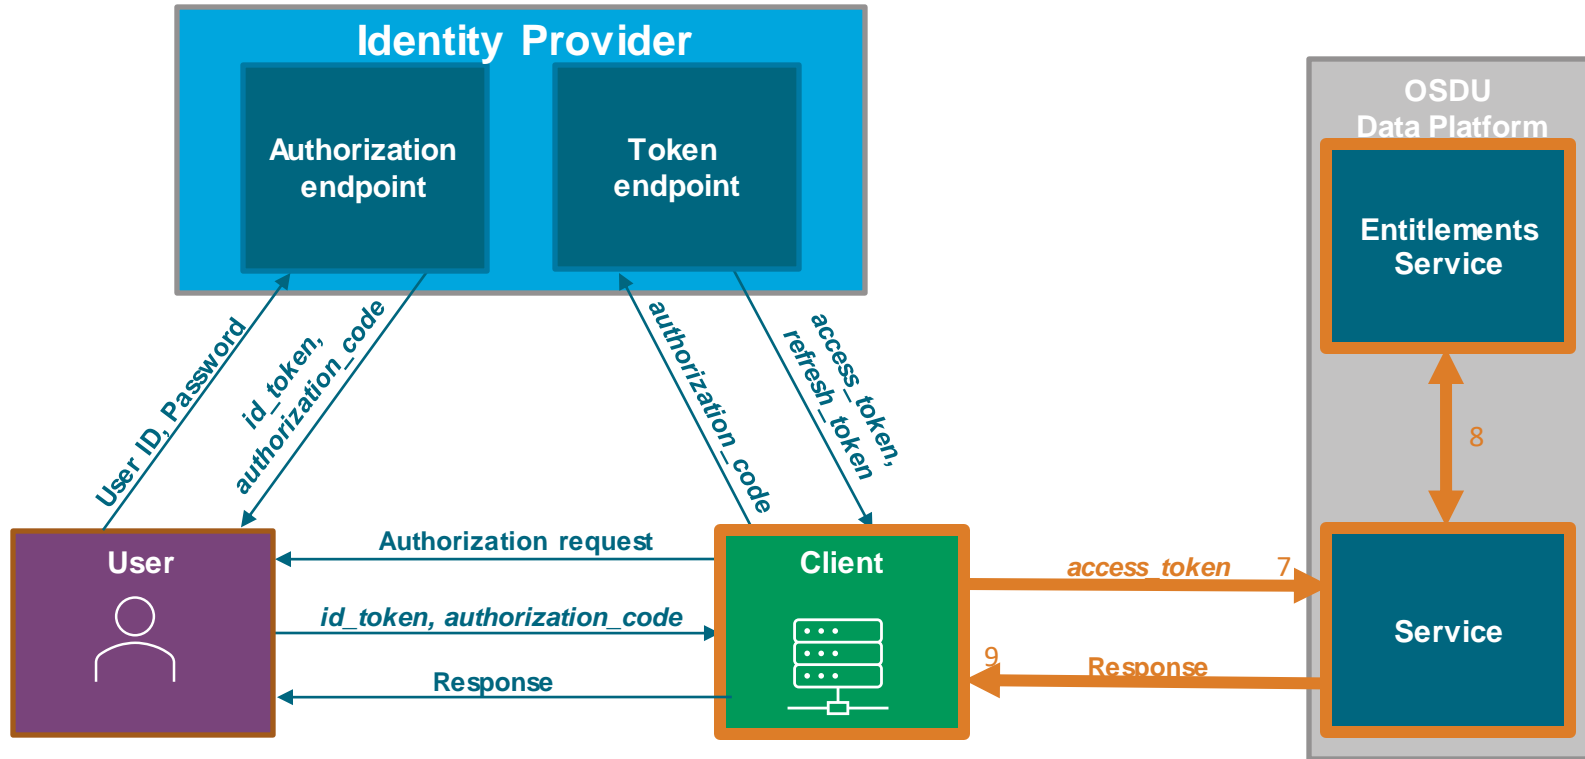 Identity Provider
Authorization
endpoint
Token
endpoint
OSDU
Data Platform
Entitlements
Service
User ID, Password
id_token,
authorization_code
authorization_code
access_token,
refresh_token
8
User
Authorization request
id_token, authorization_code
Response
Client
access_token
7
9
Response
Service